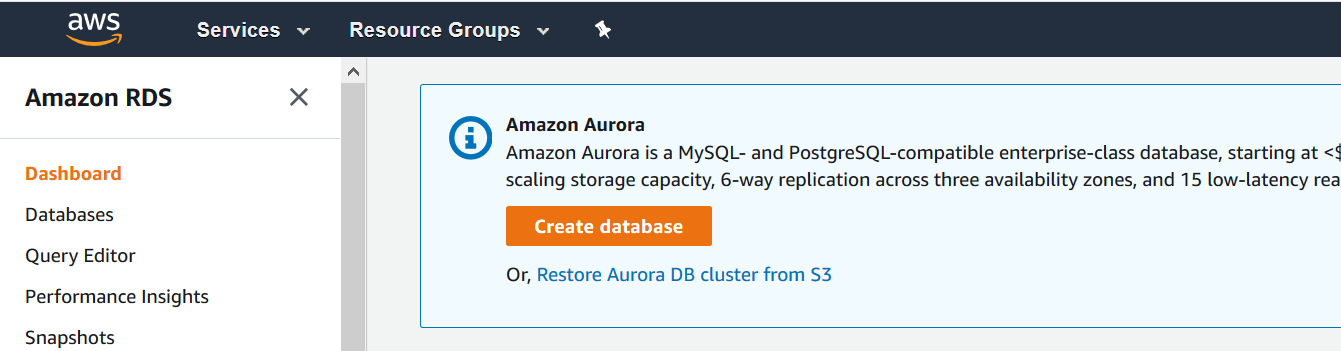 aws Services Resource Groups
Amazon RDS
Dashboard
Databases
Query Editor
Performance Insights
Snapshots
Amazon Aurora
Amazon Aurora is a MySQL- and PostgreSQL-compatible enterprise-class database, starting at <$
scaling storage capacity, 6-way replication across three availability zones, and 15 low-latency rea
Create database
Or, Restore Aurora DB cluster from S3